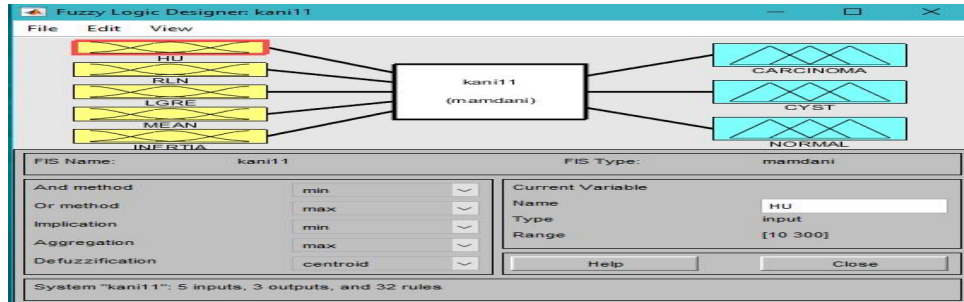 Fuzzy Logic Designer: kani11
File Edit View
HU
RLN
LGRE
MEAN
INERTIA
kani11
(mamdani)
CARCINOMA
CYST
NORMAL
FIS Name: kani11 FIS Type: mamdani
And method min
Or method max
Implication min
Aggregation max
Defuzzification centroid
Current Variable
Name HU
Type input
Range [10 300]
Help Close
System "kani11": 5 inputs, 3 outputs, and 32 rules